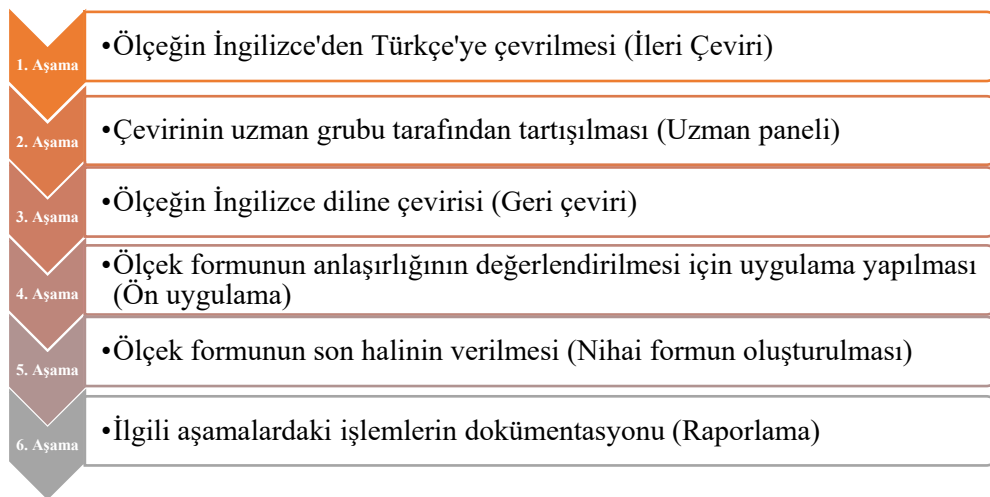 1. Aşama
•Ölçeğin İngilizce'den Türkçe'ye çevrilmesi (İleri Çeviri)
2. Aşama
•Çevirinin uzman grubu tarafından tartışılması (Uzman paneli)
3. Aşama
•Ölçeğin İngilizce diline çevirisi (Geri çeviri)
4. Aşama
•Ölçek formunun anlaşırlığının değerlendirilmesi için uygulama yapılması
(Ön uygulama)
5. Aşama
•Ölçek formunun son halinin verilmesi (Nihai formun oluşturulması)
6. Aşama
•İlgili aşamalardaki işlemlerin dokümentasyonu (Raporlama)